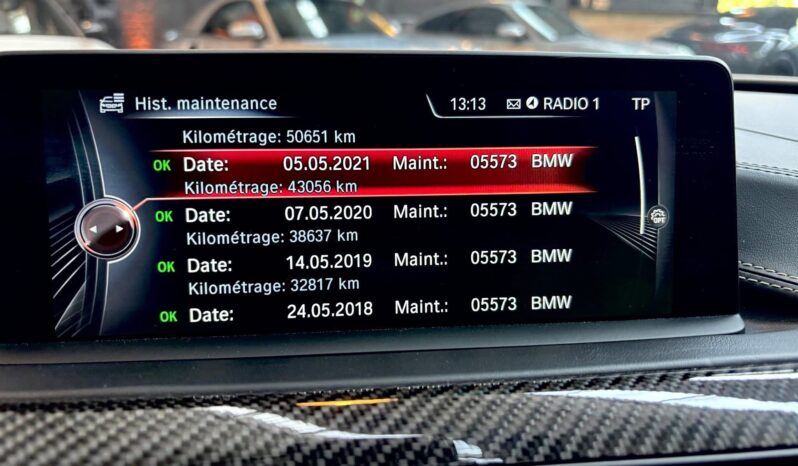 Hist. maintenance 13:13 RADIO 1 TP
Kilométrage: 50651 km
OK Date: 05.05.2021 Maint.: 05573 BMW
Kilométrage: 43056 km
OK Date: 07.05.2020 Maint.: 05573 BMW
Kilométrage: 38637 km
OK Date: 14.05.2019 Maint.: 05573 BMW
Kilométrage: 32817 km
OK Date: 24.05.2018 Maint.: 05573 BMW
OPT